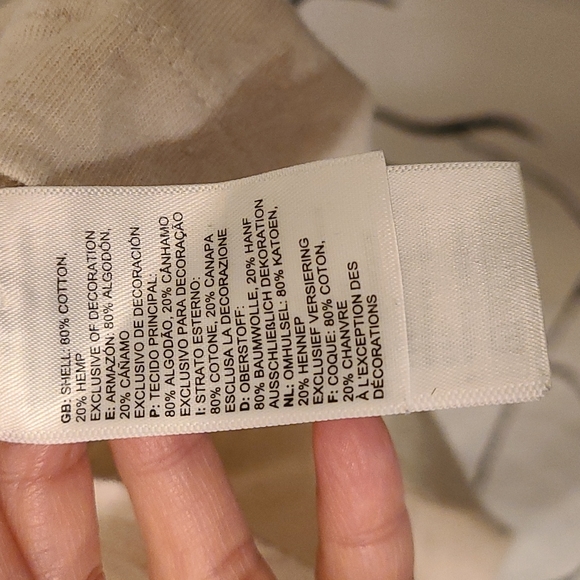 GB: SHELL: 80% COTTON,
20% HEMP
EXCLUSIVE OF DECORATION
E: ARMAZÓN: 80% ALGODÓN,
20% CÁÑAMO
EXCLUSIVO DE DECORACIÓN
P: TECIDO PRINCIPAL:
80% ALGODÃO, 20% CÂNHAMO
EXCLUSIVO PARA DECORAÇÃO
I: STRATO ESTERNO:
80% COTONE, 20% CANAPA
ESCLUSA LA DECORAZIONE
D: OBERSTOFF:
80% BAUMWOLLE, 20% HANF
AUSSCHLIEßLICH DEKORATION
NL: OMHULSEL: 80% KATOEN,
20% HENNEP
EXCLUSIEF VERSIERING
F: COQUE: 80% COTON,
20% CHANVRE
À L'EXCEPTION DES
DÉCORATIONS